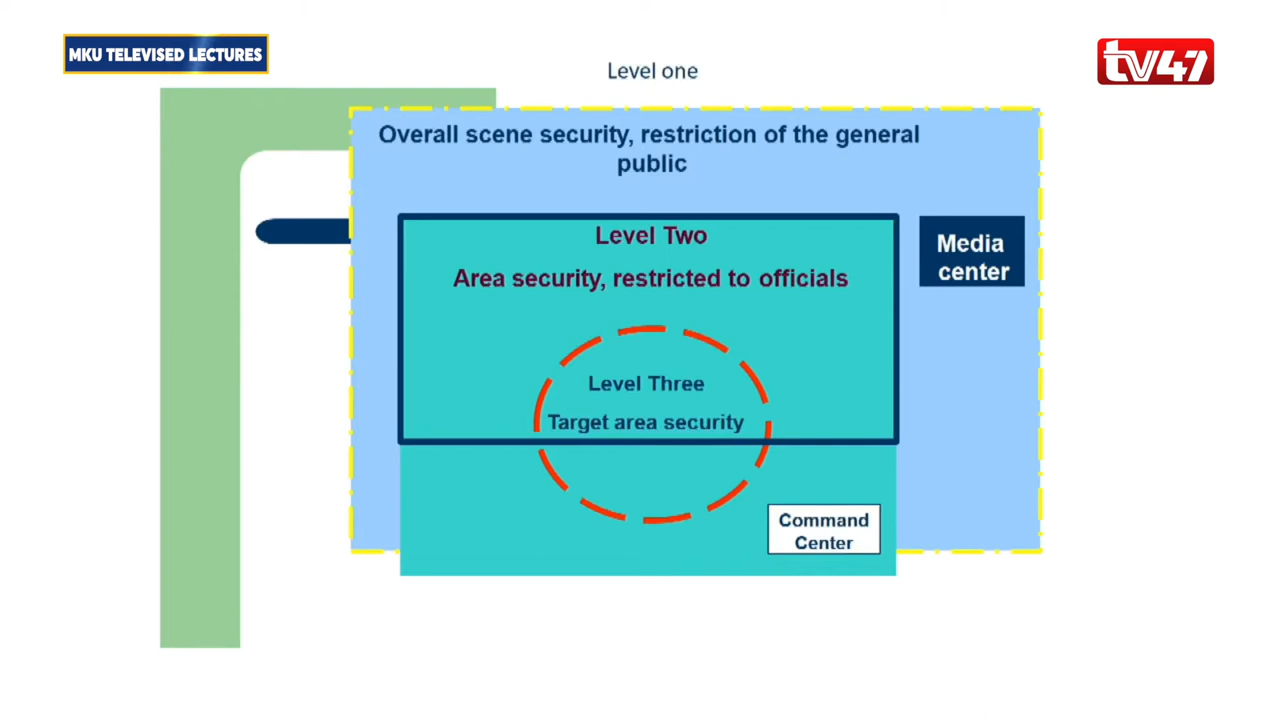 MKU TELEVISED LECTURES
tv47
Level one
Overall scene security, restriction of the general
public
Level Two
Area security, restricted to officials
Media
center
Level Three
Target area security
Command
Center